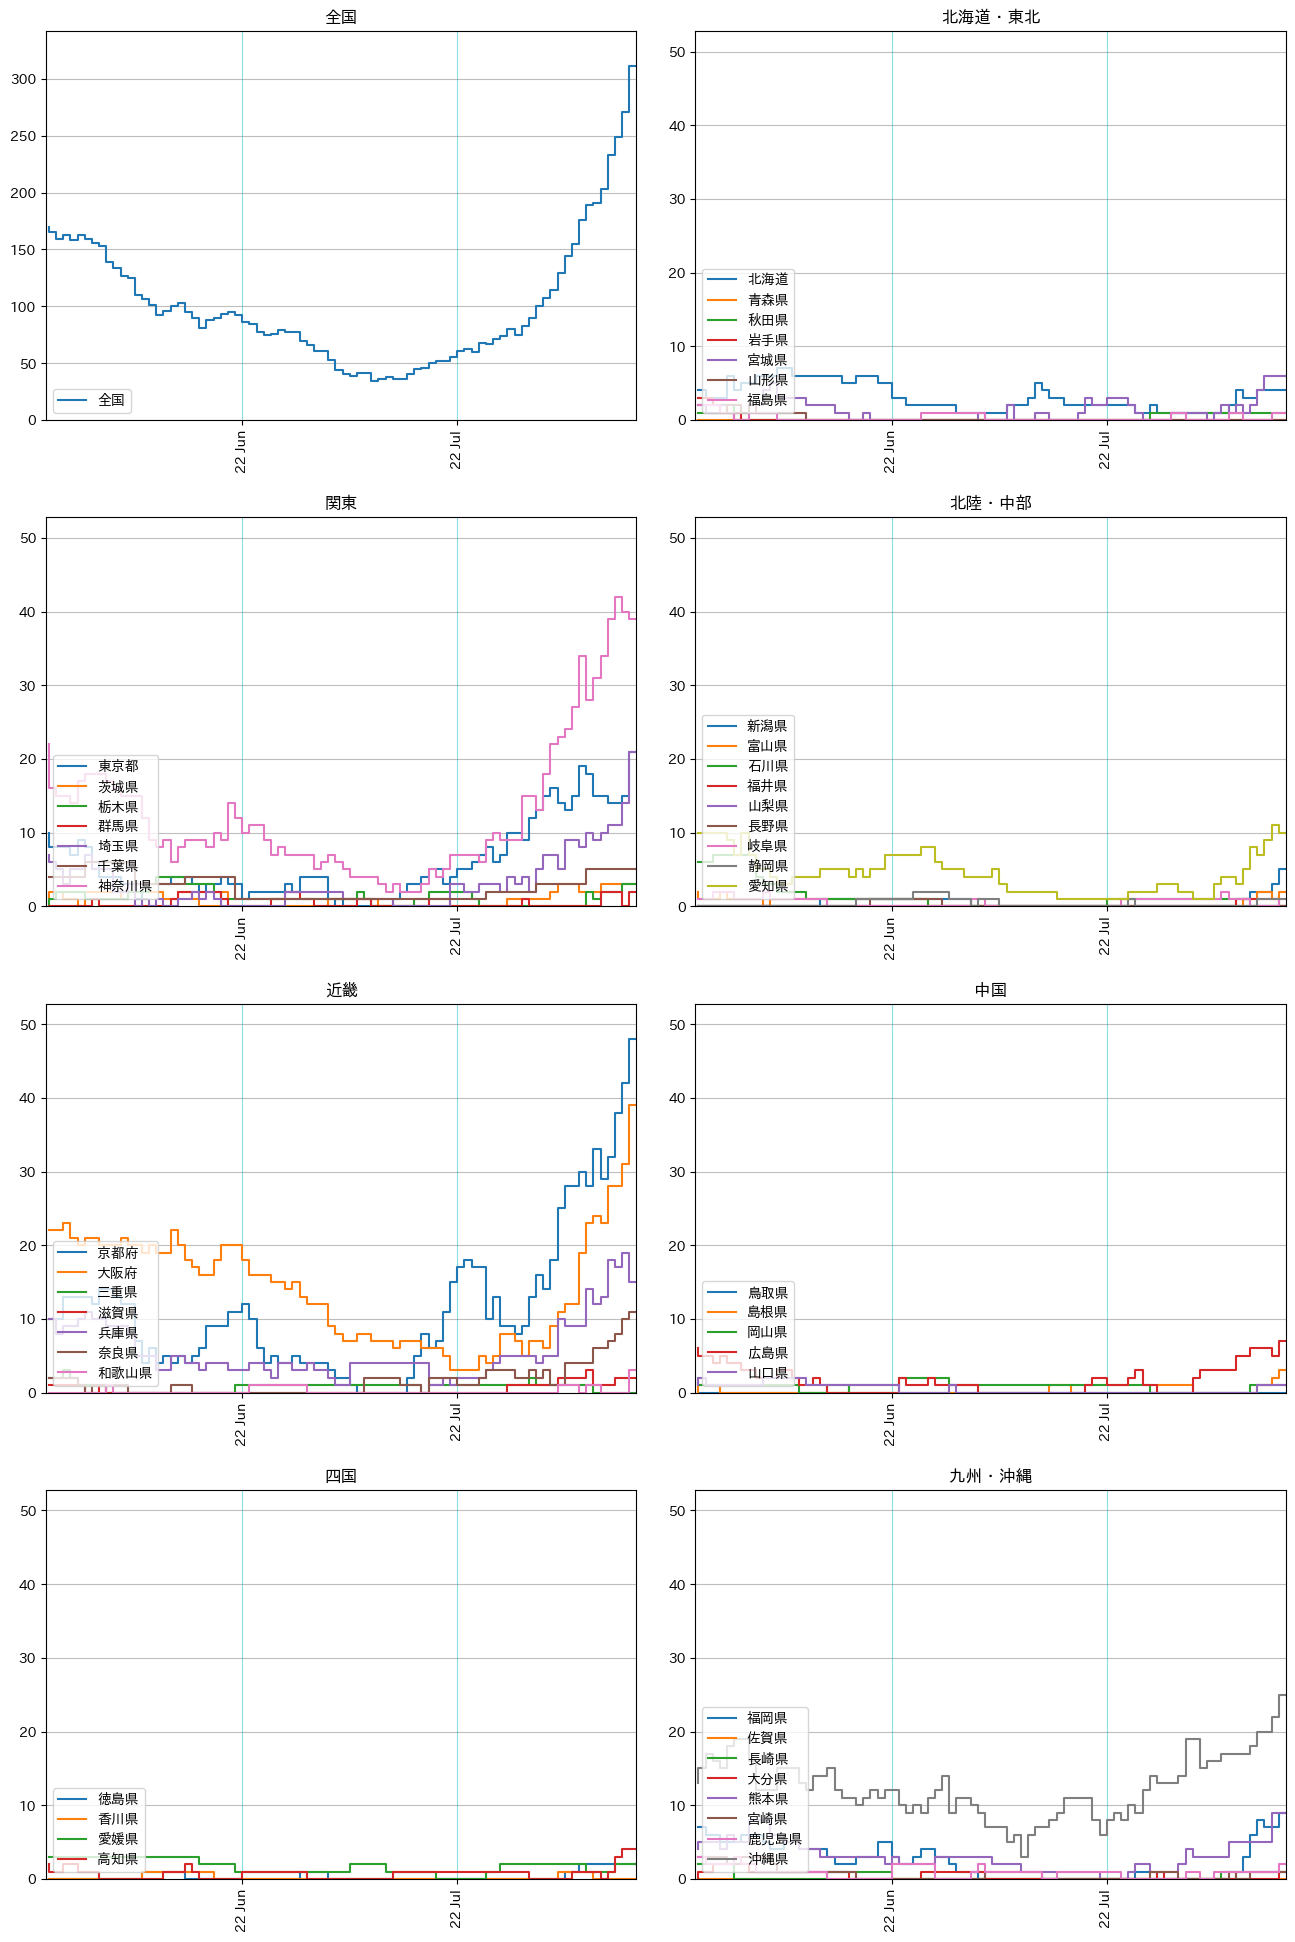 全国
300
250
200
150
100
50
0
全国
22 Jun
22 Jul
北海道・東北
50
40
30
20
10
0
北海道
青森県
秋田県
岩手県
宮城県
山形県
福島県
22 Jun
22 Jul
関東
50
40
30
20
10
0
東京都
茨城県
栃木県
群馬県
埼玉県
千葉県
神奈川県
22 Jun
22 Jul
北陸・中部
50
40
30
20
10
0
新潟県
富山県
石川県
福井県
山梨県
長野県
岐阜県
静岡県
愛知県
22 Jun
22 Jul
近畿
50
40
30
20
10
0
京都府
大阪府
三重県
滋賀県
兵庫県
奈良県
和歌山県
22 Jun
22 Jul
中国
50
40
30
20
10
0
鳥取県
島根県
岡山県
広島県
山口県
22 Jun
22 Jul
四国
50
40
30
20
10
0
徳島県
香川県
愛媛県
高知県
22 Jun
22 Jul
九州・沖縄
50
40
30
20
10
0
福岡県
佐賀県
長崎県
大分県
熊本県
宮崎県
鹿児島県
沖縄県
22 Jun
22 Jul